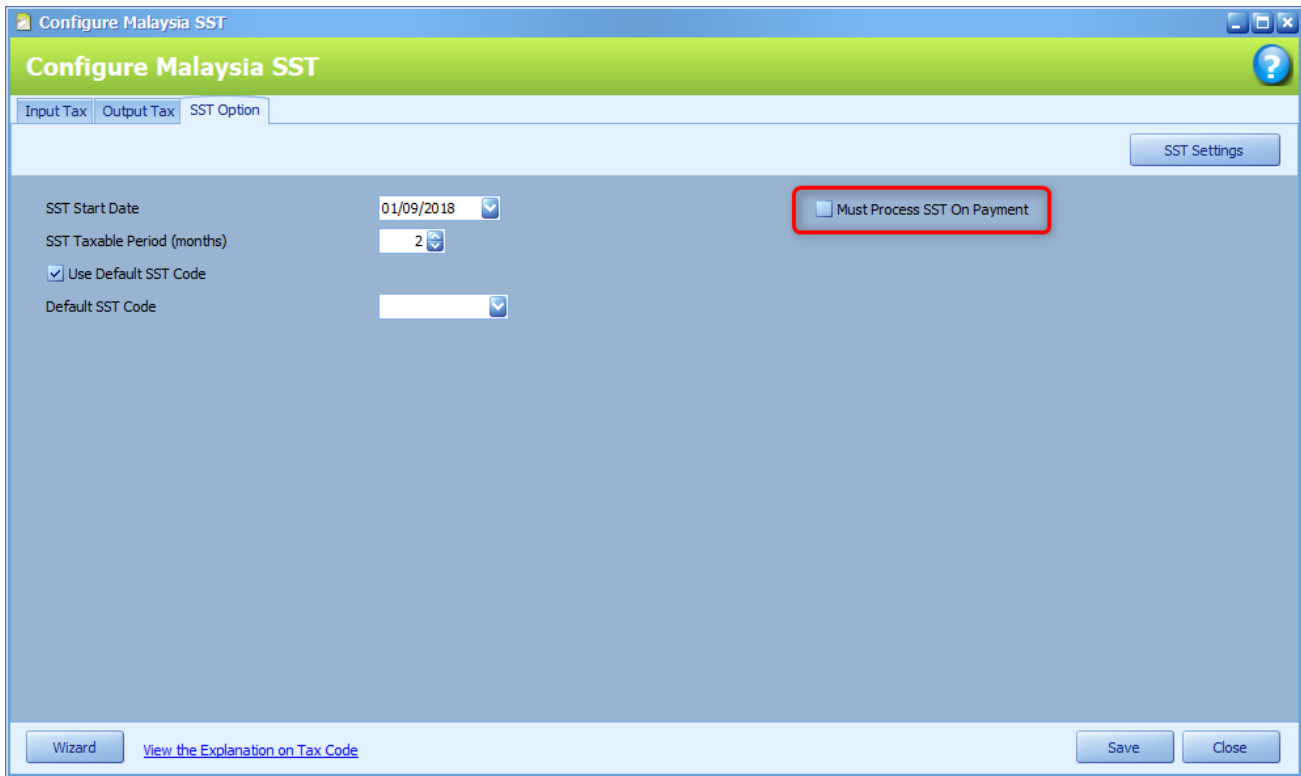 Configure Malaysia SST
Configure Malaysia SST
?
Input Tax Output Tax SST Option
SST Settings
SST Start Date 01/09/2018 Must Process SST On Payment
SST Taxable Period (months) 2
Use Default SST Code
Default SST Code
Wizard View the Explanation on Tax Code Save Close